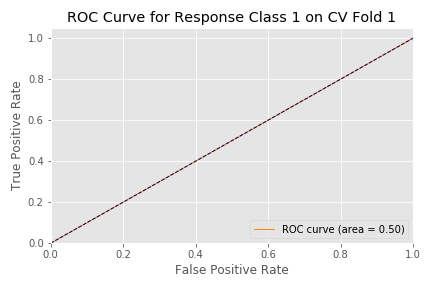 ROC Curve for Response Class 1 on CV Fold 1
True Positive Rate
1.0
0.8
0.6
0.4
0.2
0.0
ROC curve (area = 0.50)
0.0 0.2 0.4 0.6 0.8 1.0
False Positive Rate